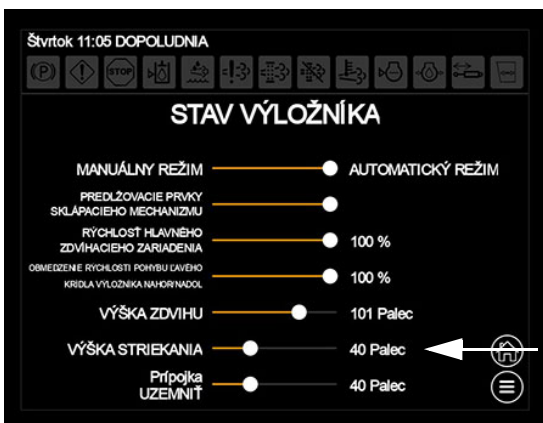 Štvrtok 11:05 DOPOLUDNIA
(P) STOP
STAV VÝLOŽNÍKA
MANUÁLNY REŽIM AUTOMATICKÝ REŽIM
PREDLŽOVACIE PRVKY
SKLÁPACIEHO MECHANIZMU
RÝCHLOSŤ HLAVNÉHO
ZDVÍHACIEHO ZARIADENIA 100 %
OBMEDZENIE RÝCHLOSTI POHYBU ĽAVÉHO
KRIDLA VÝLOŽNÍKA NAHOR/NADOL 100 %
VÝŠKA ZDVIHU 101 Palec
VÝŠKA STRIEKANIA 40 Palec
Prípojka
UZEMNIŤ 40 Palec